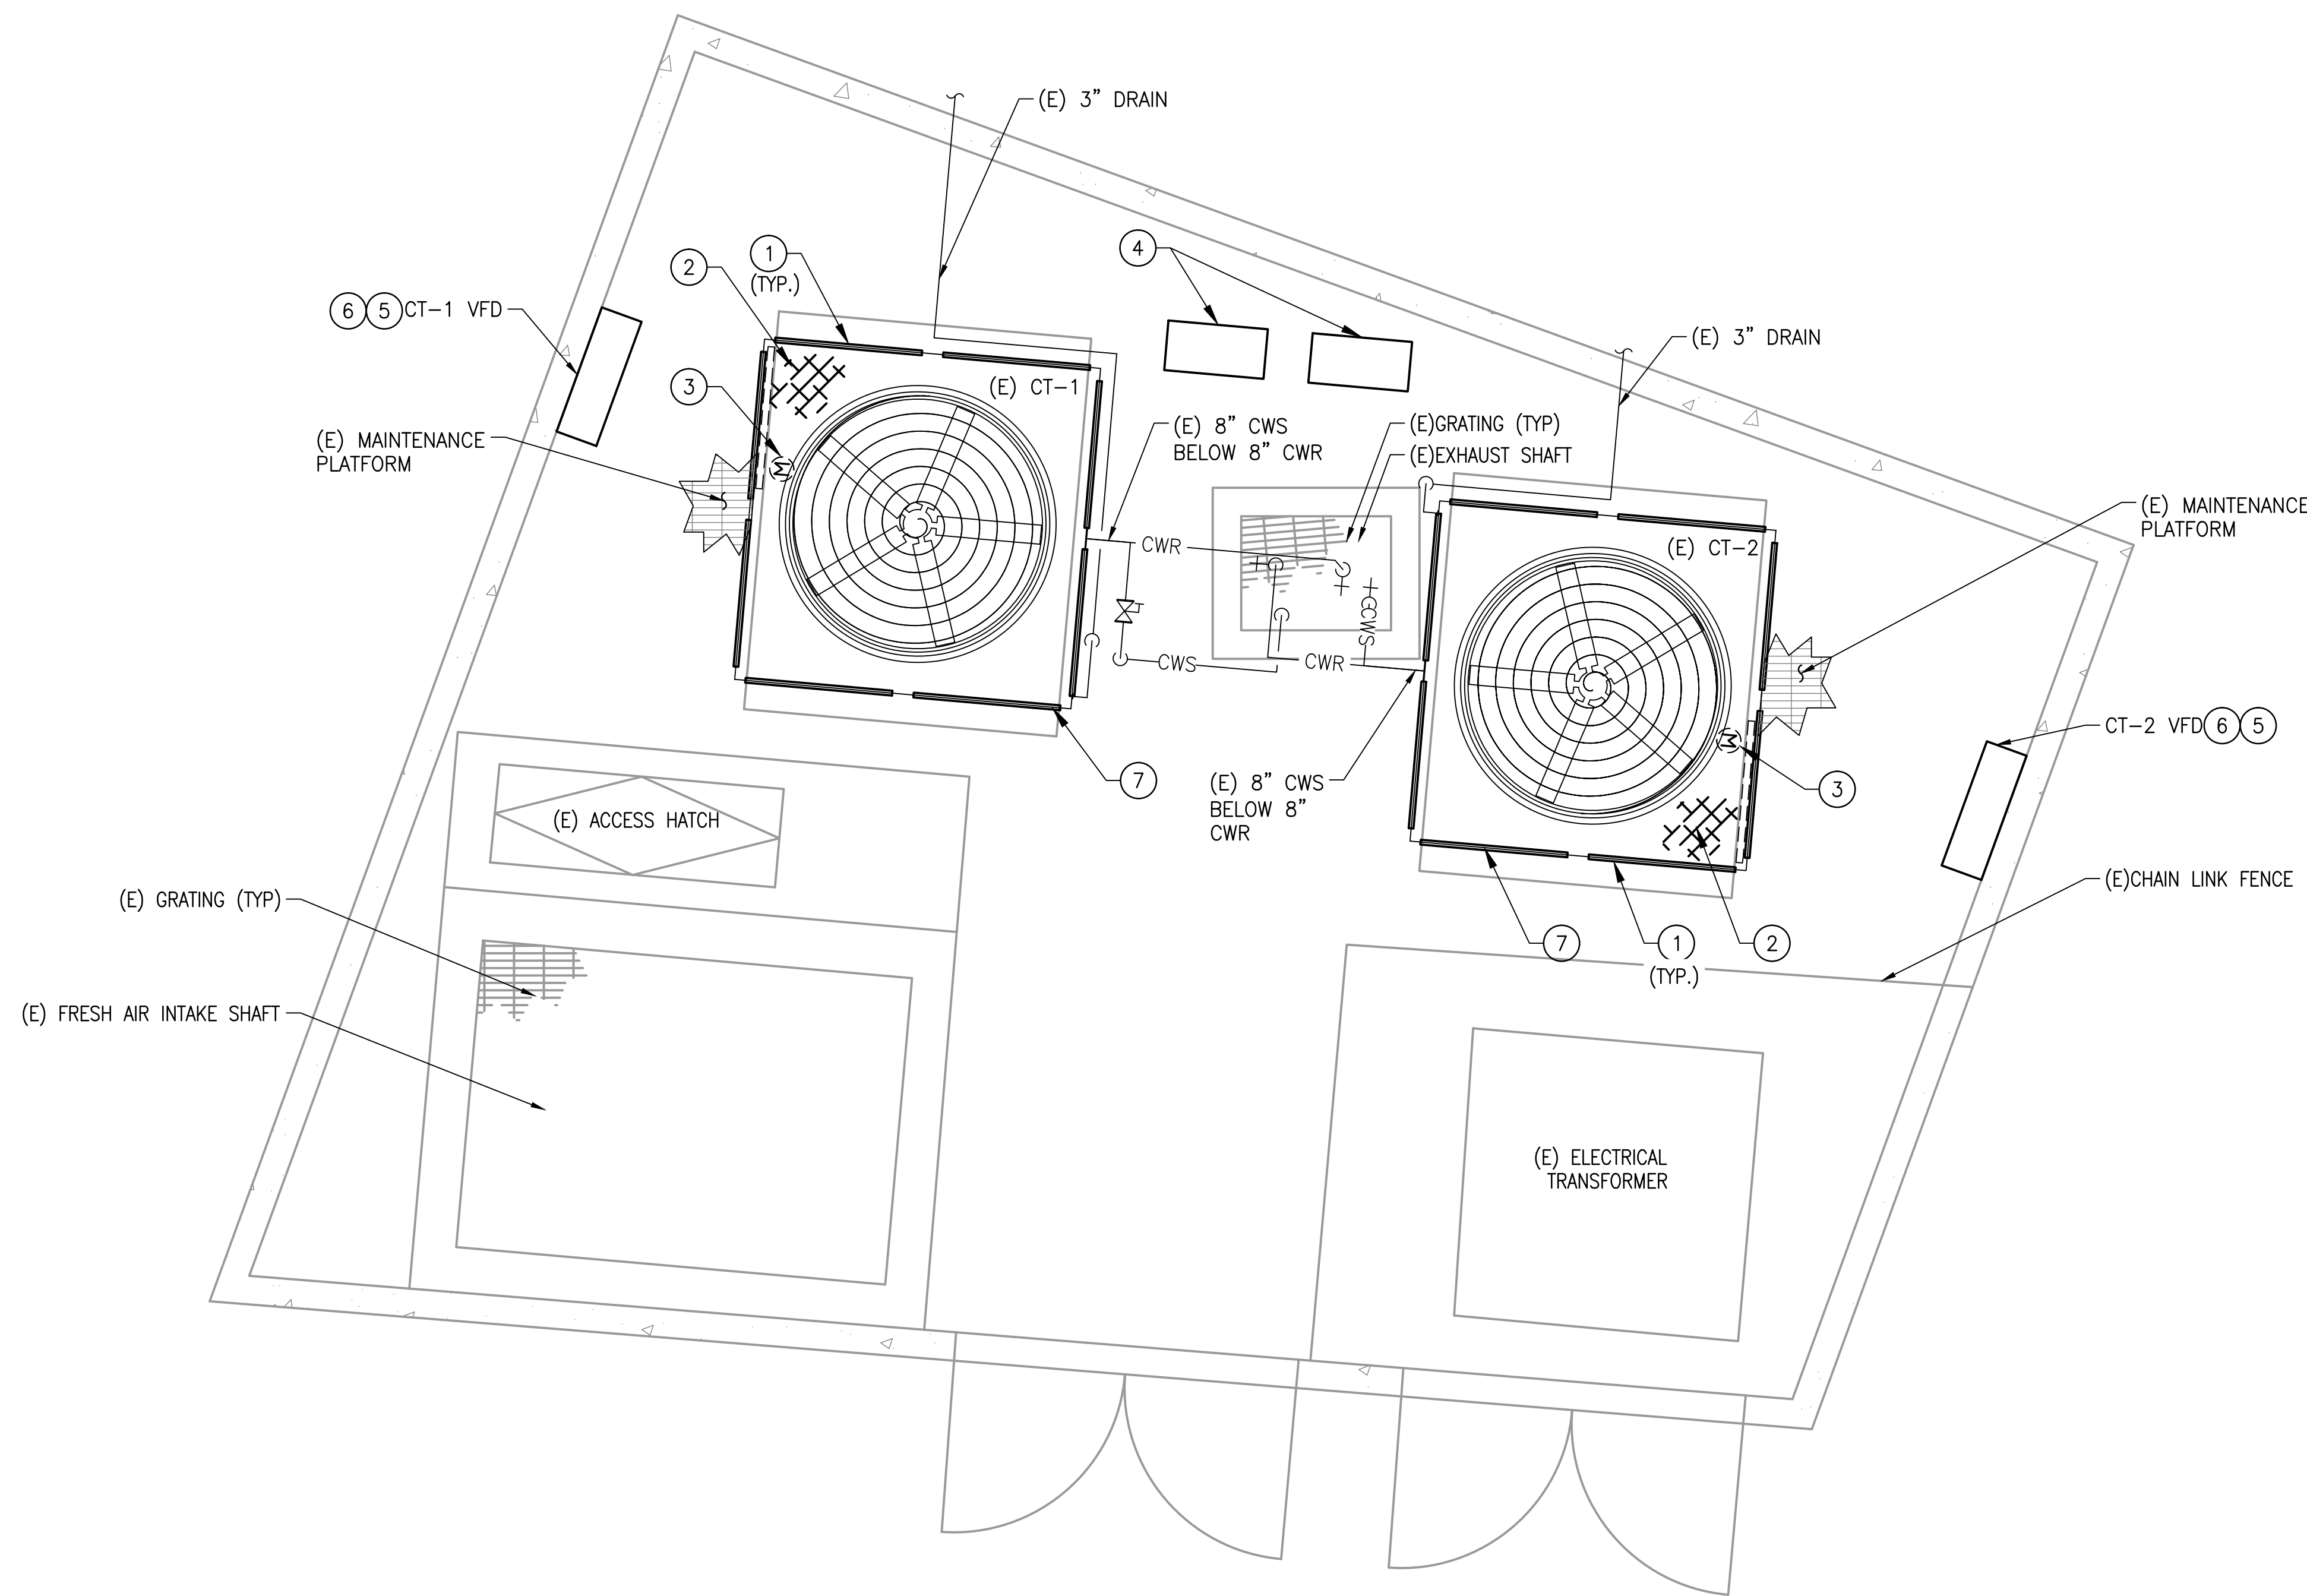 (E) 3” DRAIN
1
(TYP.)
2
4
6 5 CT-1 VFD
(E) 3” DRAIN
3
(E) CT-1
(E) MAINTENANCE
PLATFORM
(E) 8” CWS
BELOW 8” CWR
(E)GRATING (TYP)
(E)EXHAUST SHAFT
M
(E) MAINTENANCE
PLATFORM
CWR
(E) CT-2
CCWS
CWS
CWR
CT-2 VFD 6 5
M
7
(E) 8” CWS
BELOW 8”
CWR
3
(E) ACCESS HATCH
(E)CHAIN LINK FENCE
(E) GRATING (TYP)
7
1
(TYP.)
2
(E) FRESH AIR INTAKE SHAFT
(E) ELECTRICAL
TRANSFORMER